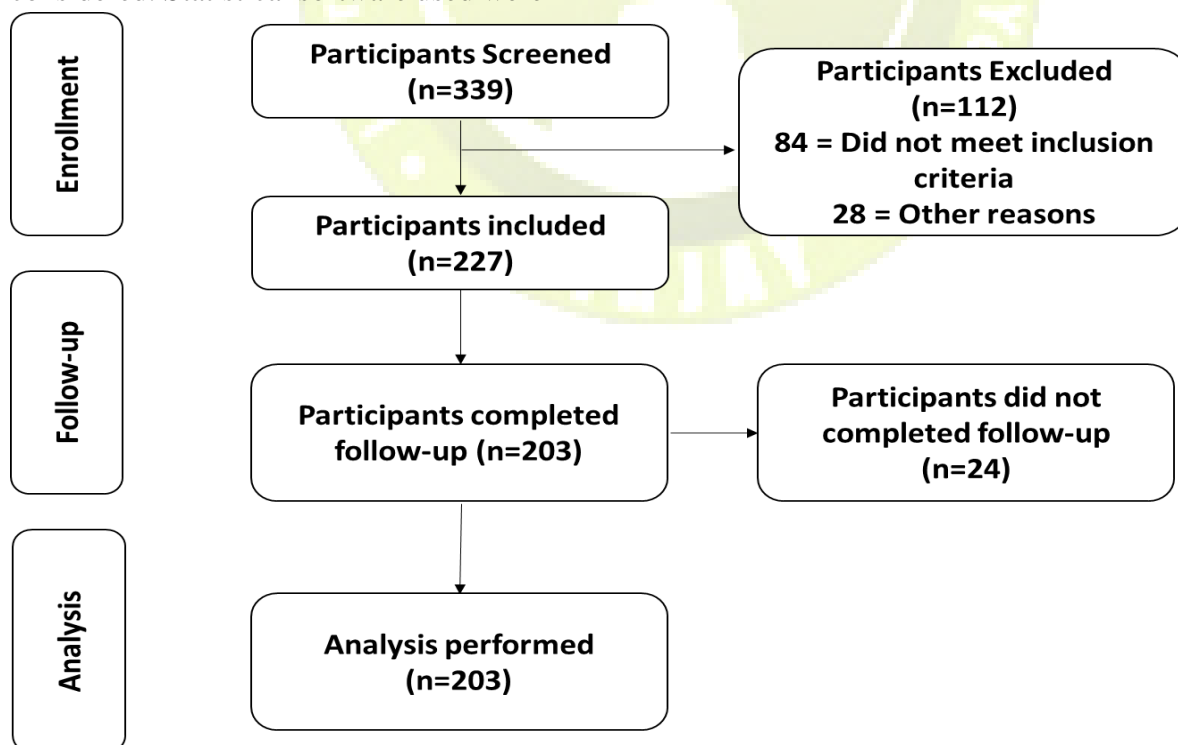 Enrollment
Participants Screened
(n=339)
Participants Excluded
(n=112)
84 = Did not meet inclusion
criteria
28 = Other reasons
Participants included
(n=227)
Follow-up
Participants completed
follow-up (n=203)
Participants did not
completed follow-up
(n=24)
Analysis
Analysis performed
(n=203)